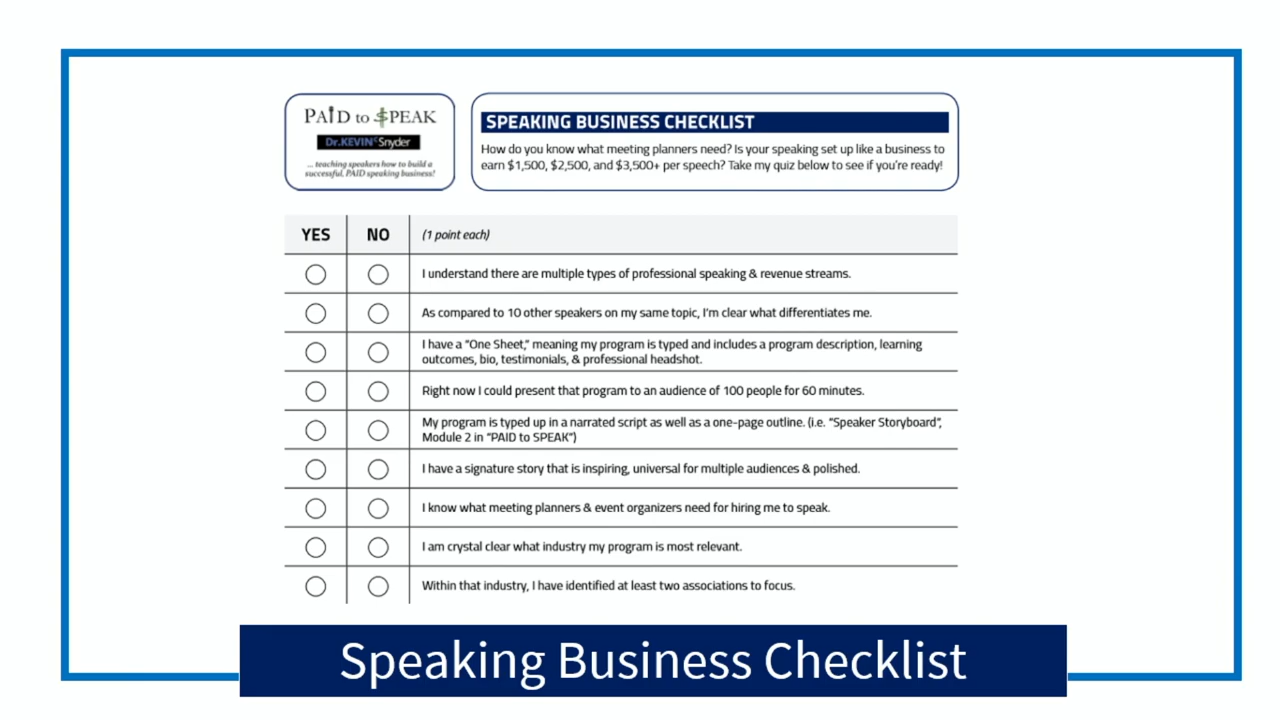 PAID to $PEAK
Dr.KEVIN C Snyder
... teaching speakers how to build a
successful, PAID speaking business!
SPEAKING BUSINESS CHECKLIST
How do you know what meeting planners need? Is your speaking set up like a business to
earn $1,500, $2,500, and $3,500+ per speech? Take my quiz below to see if you're ready!
YES NO (1 point each)
I understand there are multiple types of professional speaking & revenue streams.
As compared to 10 other speakers on my same topic, I'm clear what differentiates me.
I have a “One Sheet,” meaning my program is typed and includes a program description, learning
outcomes, bio, testimonials, & professional headshot.
Right now I could present that program to an audience of 100 people for 60 minutes.
My program is typed up in a narrated script as well as a one-page outline. (i.e. “Speaker Storyboard”,
Module 2 in “PAID to SPEAK”)
I have a signature story that is inspiring, universal for multiple audiences & polished.
I know what meeting planners & event organizers need for hiring me to speak.
I am crystal clear what industry my program is most relevant.
Within that industry, I have identified at least two associations to focus.
Speaking Business Checklist